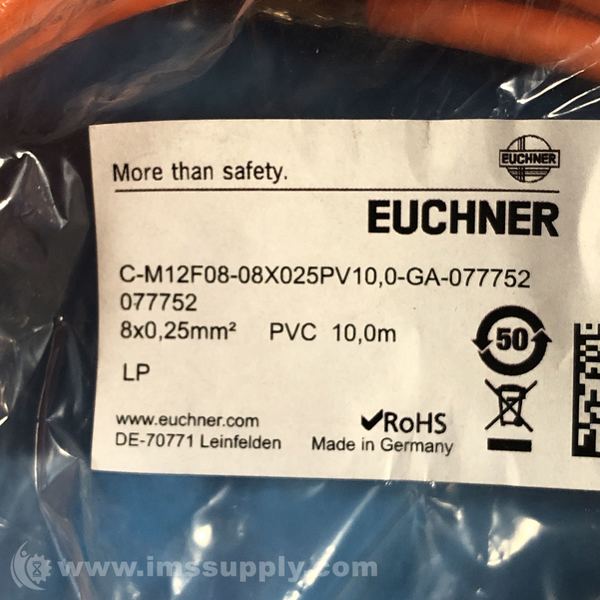 EUCHNER
More than safety.
EUCHNER
C-M12F08-08X025PV10,0-GA-077752
077752
8x0,25mm² PVC 10,0m
50
LP
www.euchner.com
RoHS
DE-70771 Leinfelden
Made in Germany
www.imssupply.com